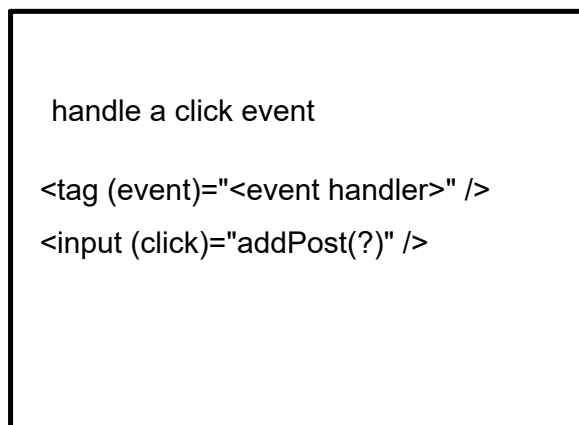 handle a click event
<tag (event)="<event handler>" />
<input (click)="addPost(?)" />